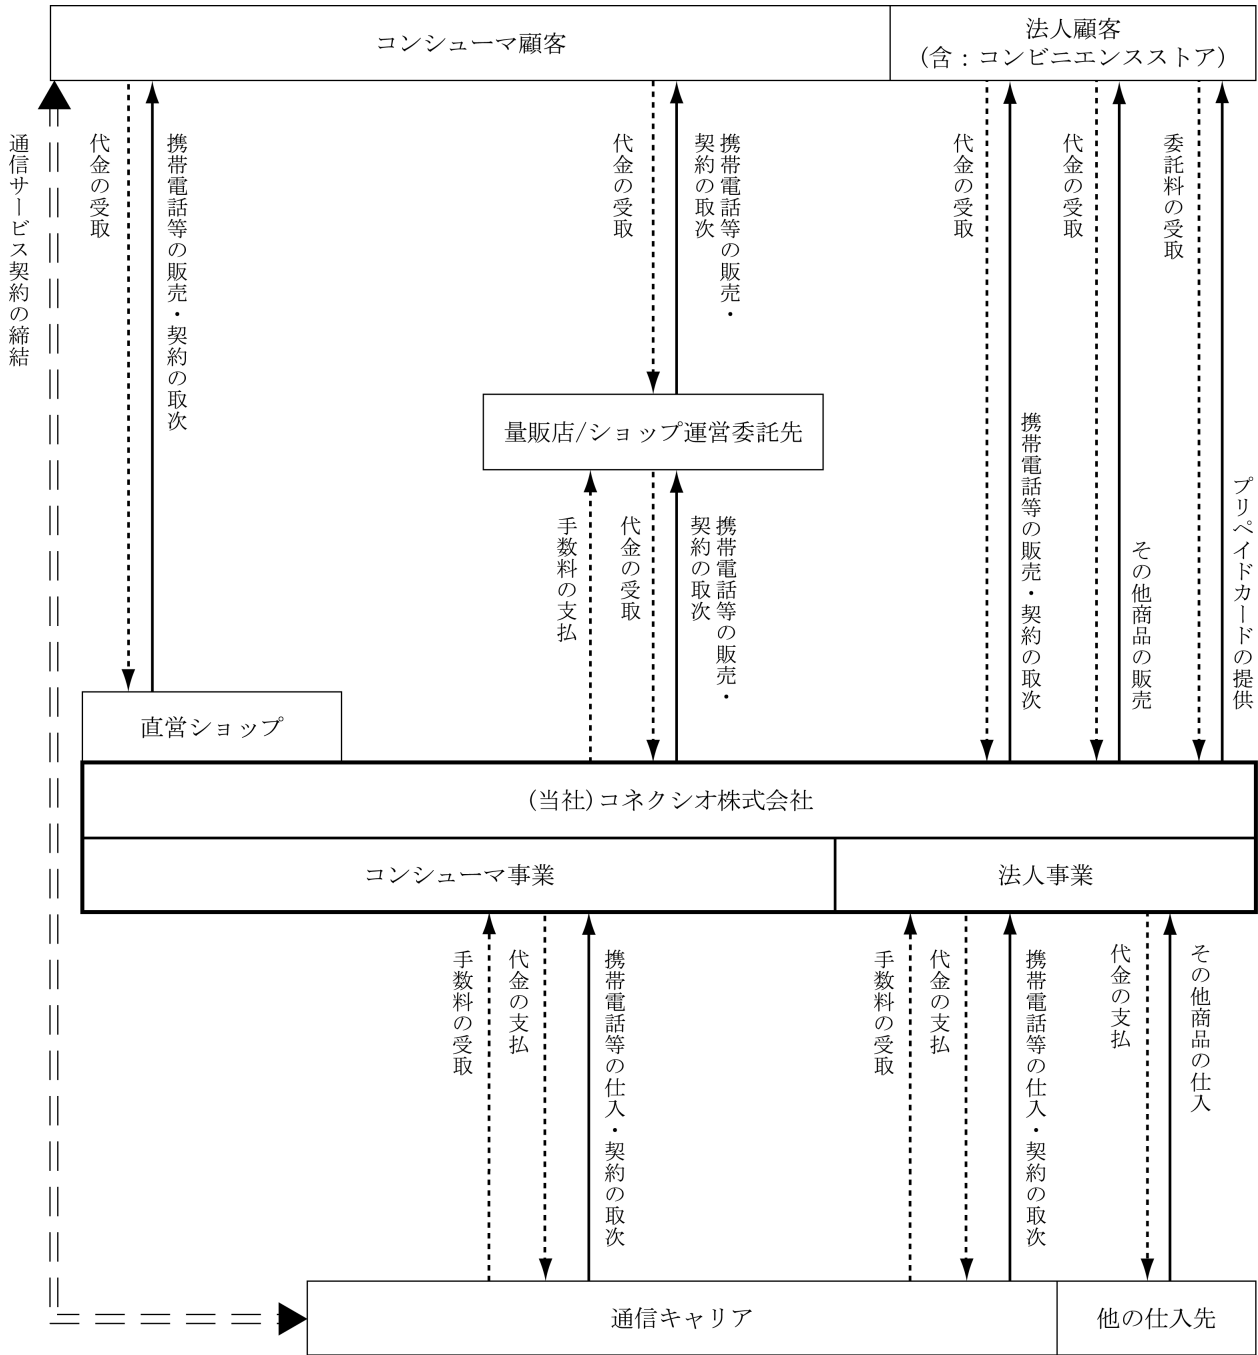 コンシューマ顧客
法人顧客
(含：コンビニエンスストア)
通信サービス契約の締結
代金の受取
携帯電話等の販売・契約の取次
代金の受取
携帯電話等の販売・
契約の取次
代金の受取
携帯電話等の販売・契約の取次
代金の受取
その他商品の販売
委託料の受取
プリペイドカードの提供
量販店/ショップ運営委託先
手数料の支払
代金の受取
携帯電話等の販売・
契約の取次
直営ショップ
(当社)コネクシオ株式会社
コンシューマ事業
法人事業
手数料の受取
代金の支払
携帯電話等の仕入・契約の取次
手数料の受取
代金の支払
携帯電話等の仕入・契約の取次
代金の支払
その他商品の仕入
通信キャリア
他の仕入先